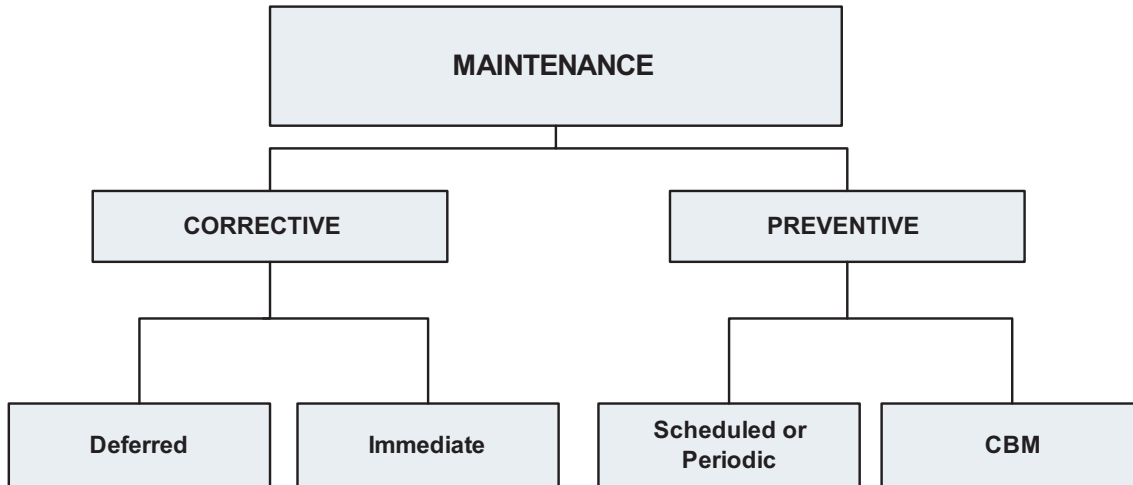 MAINTENANCE
CORRECTIVE
PREVENTIVE
Deferred
Immediate
Scheduled or
Periodic
CBM